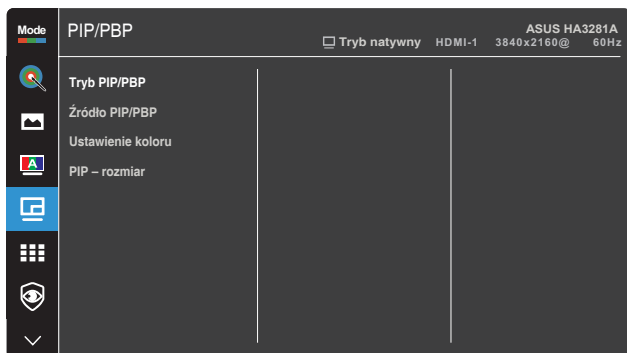 Mode
PIP/PBP
ASUS HA3281A
Tryb natywny HDMI-1 3840x2160@ 60Hz
Tryb PIP/PBP
Źródło PIP/PBP
Ustawienie koloru
A
PIP – rozmiar